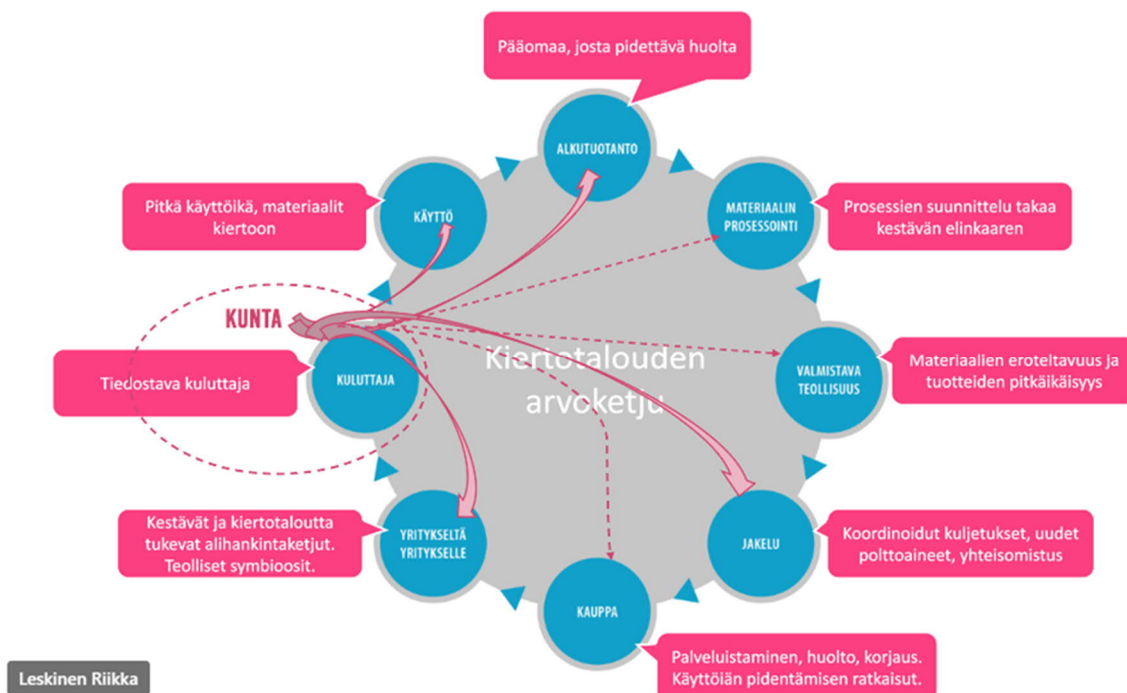 Pääomaa, josta pidettävä huolta
ALKUTUOTANTO
Pitkä käyttöikä, materiaalit
kiertoon
KÄYTTÖ
MATERIAALIN
PROSESSOINTI
Prosessien suunnittelu takaa
kestävän elinkaaren
KUNTA
Tiedostava kuluttaja
KULUTTAJA
Kiertotalouden
arvoketju
VALMISTAVA
TEOLLISUUS
Materiaalien eroteltavuus ja
tuotteiden pitkäikäisyys
Kestävät ja kiertotaloutta
tukevat alihankintaketjut.
Teolliset symbioosit.
YRITYKSELTÄ
YRITYKSELLE
JAKELU
Koordinoidut kuljetukset, uudet
polttoaineet, yhteisomistus
KAUPPA
Palveluistaminen, huolto, korjaus.
Käyttöiän pidentämisen ratkaisut.
Leskinen Riikka